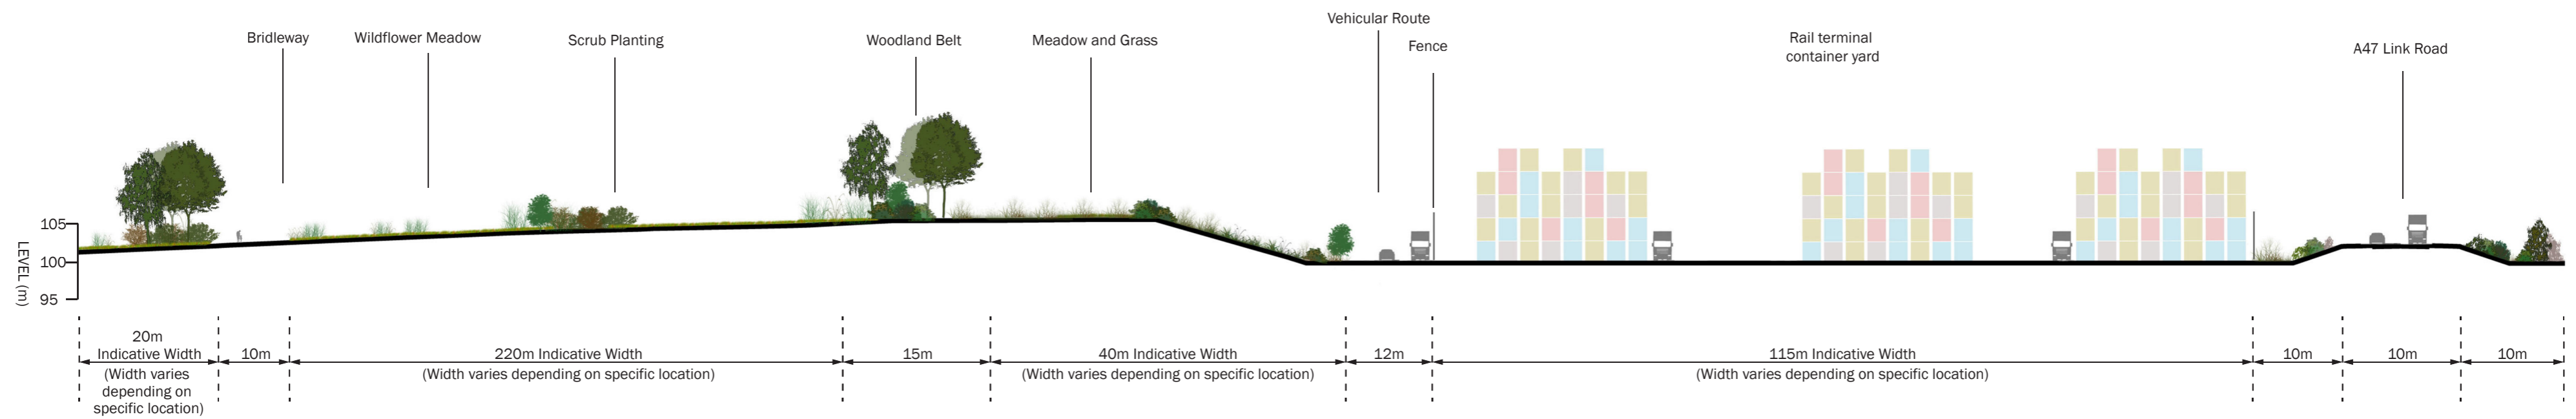 Bridleway
Wildflower Meadow
Scrub Planting
Woodland Belt
Meadow and Grass
Vehicular Route
Fence
Rail terminal
container yard
A47 Link Road
LEVEL (m)
105
100
95
20m
Indicative Width
(Width varies
depending on
specific location)
10m
220m Indicative Width
(Width varies depending on specific location)
15m
40m Indicative Width
(Width varies depending on specific location)
12m
115m Indicative Width
(Width varies depending on specific location)
10m
10m
10m